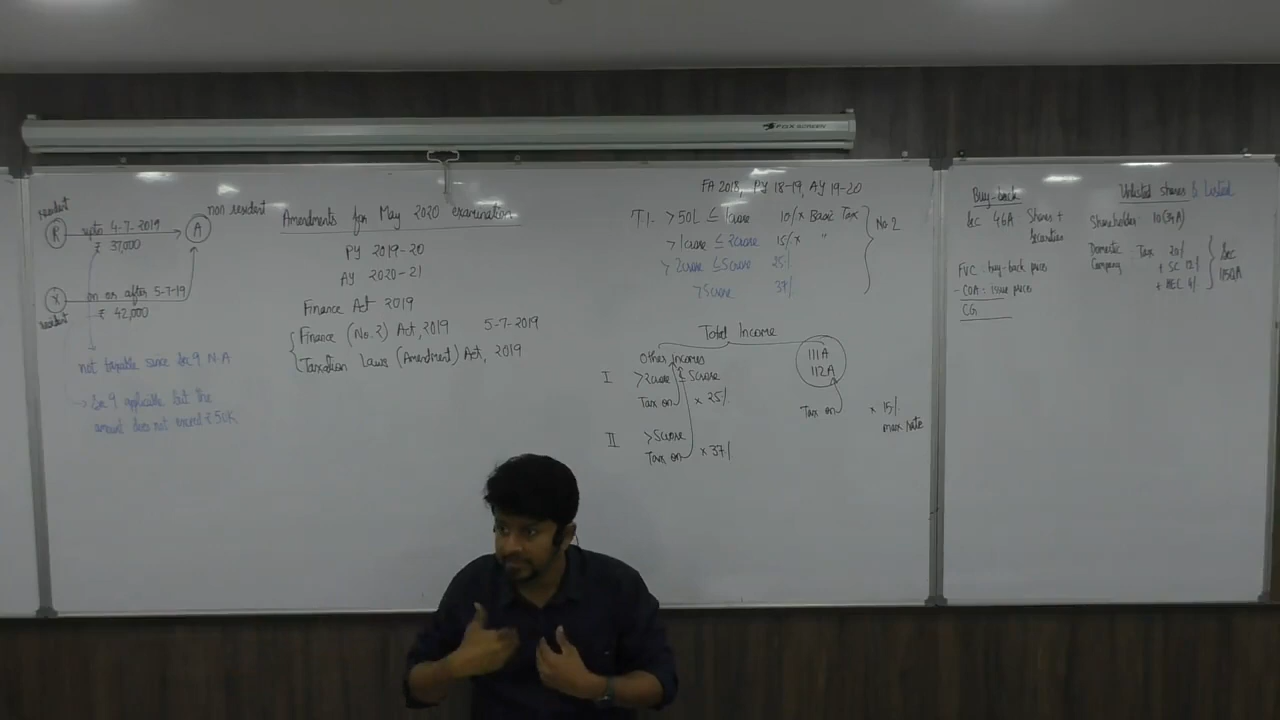 FOX SCREEN
resident
R
upto 4-7-2019
₹ 37,000
A
non resident
X
resident
on or after 5-7-19
₹ 42,000
not taxable since Sec 9 N.A
→ Sec 9 applicable but the
amount does not exceed ₹50K
Amendments for May 2020 examination
PY 2019-20
AY 2020-21
Finance Act 2019
Finance (No. 2) Act, 2019 5-7-2019
Taxation Laws (Amendment) Act, 2019
FA 2018, PY 18-19, AY 19-20
T.I. > 50L ≤ 1crore 10% × Basic Tax
> 1crore ≤ 2crore 15% × "
> 2crore ≤ 5crore 25%
> 5crore 37%
No 2
Total Income
Other Incomes
I > 2crore ≤ 5crore
Tax on × 25%
II > 5crore
Tax on × 37%
111A
112A
Tax on × 15%
max rate
Buy-back
Sec 46A Shares +
Securities
FVC : buy-back price
- COA : issue price
CG
Unlisted shares & Listed
Shareholder 10(34A)
Domestic Company Tax 20%
+ SC 12%
+ HEC 4%
Sec
115QA